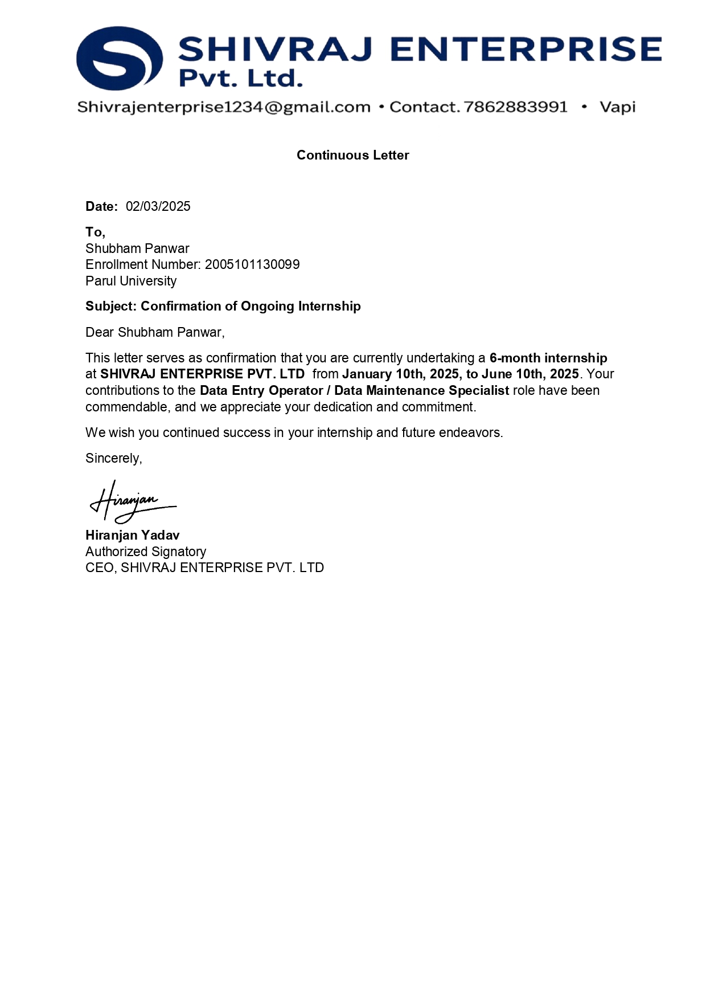 SHIVRAJ ENTERPRISE
Pvt. Ltd.
Shivrajenterprise1234@gmail.com • Contact. 7862883991 • Vapi
Continuous Letter
Date: 02/03/2025
To,
Shubham Panwar
Enrollment Number: 2005101130099
Parul University
Subject: Confirmation of Ongoing Internship
Dear Shubham Panwar,
This letter serves as confirmation that you are currently undertaking a 6-month internship
at SHIVRAJ ENTERPRISE PVT. LTD from January 10th, 2025, to June 10th, 2025. Your
contributions to the Data Entry Operator / Data Maintenance Specialist role have been
commendable, and we appreciate your dedication and commitment.
We wish you continued success in your internship and future endeavors.
Sincerely,
Hiranjan
Hiranjan Yadav
Authorized Signatory
CEO, SHIVRAJ ENTERPRISE PVT. LTD